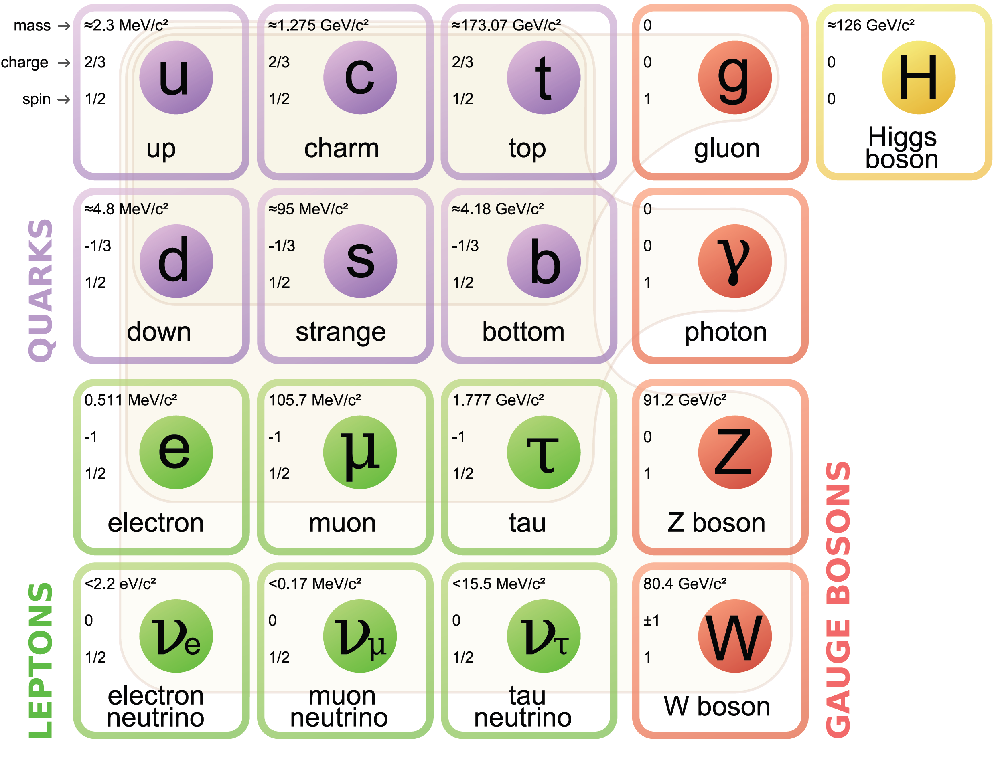 mass →
charge →
spin →
≈2.3 MeV/c²
2/3
1/2
u
up
≈1.275 GeV/c²
2/3
1/2
c
charm
≈173.07 GeV/c²
2/3
1/2
t
top
0
0
1
g
gluon
≈126 GeV/c²
0
0
H
Higgs
boson
QUARKS
≈4.8 MeV/c²
-1/3
1/2
d
down
≈95 MeV/c²
-1/3
1/2
s
strange
≈4.18 GeV/c²
-1/3
1/2
b
bottom
0
0
1
γ
photon
0.511 MeV/c²
-1
1/2
e
electron
105.7 MeV/c²
-1
1/2
μ
muon
1.777 GeV/c²
-1
1/2
τ
tau
91.2 GeV/c²
0
1
Z
Z boson
LEPTONS
<2.2 eV/c²
0
1/2
νe
electron
neutrino
<0.17 MeV/c²
0
1/2
νμ
muon
neutrino
<15.5 MeV/c²
0
1/2
ντ
tau
neutrino
80.4 GeV/c²
±1
1
W
W boson
GAUGE BOSONS